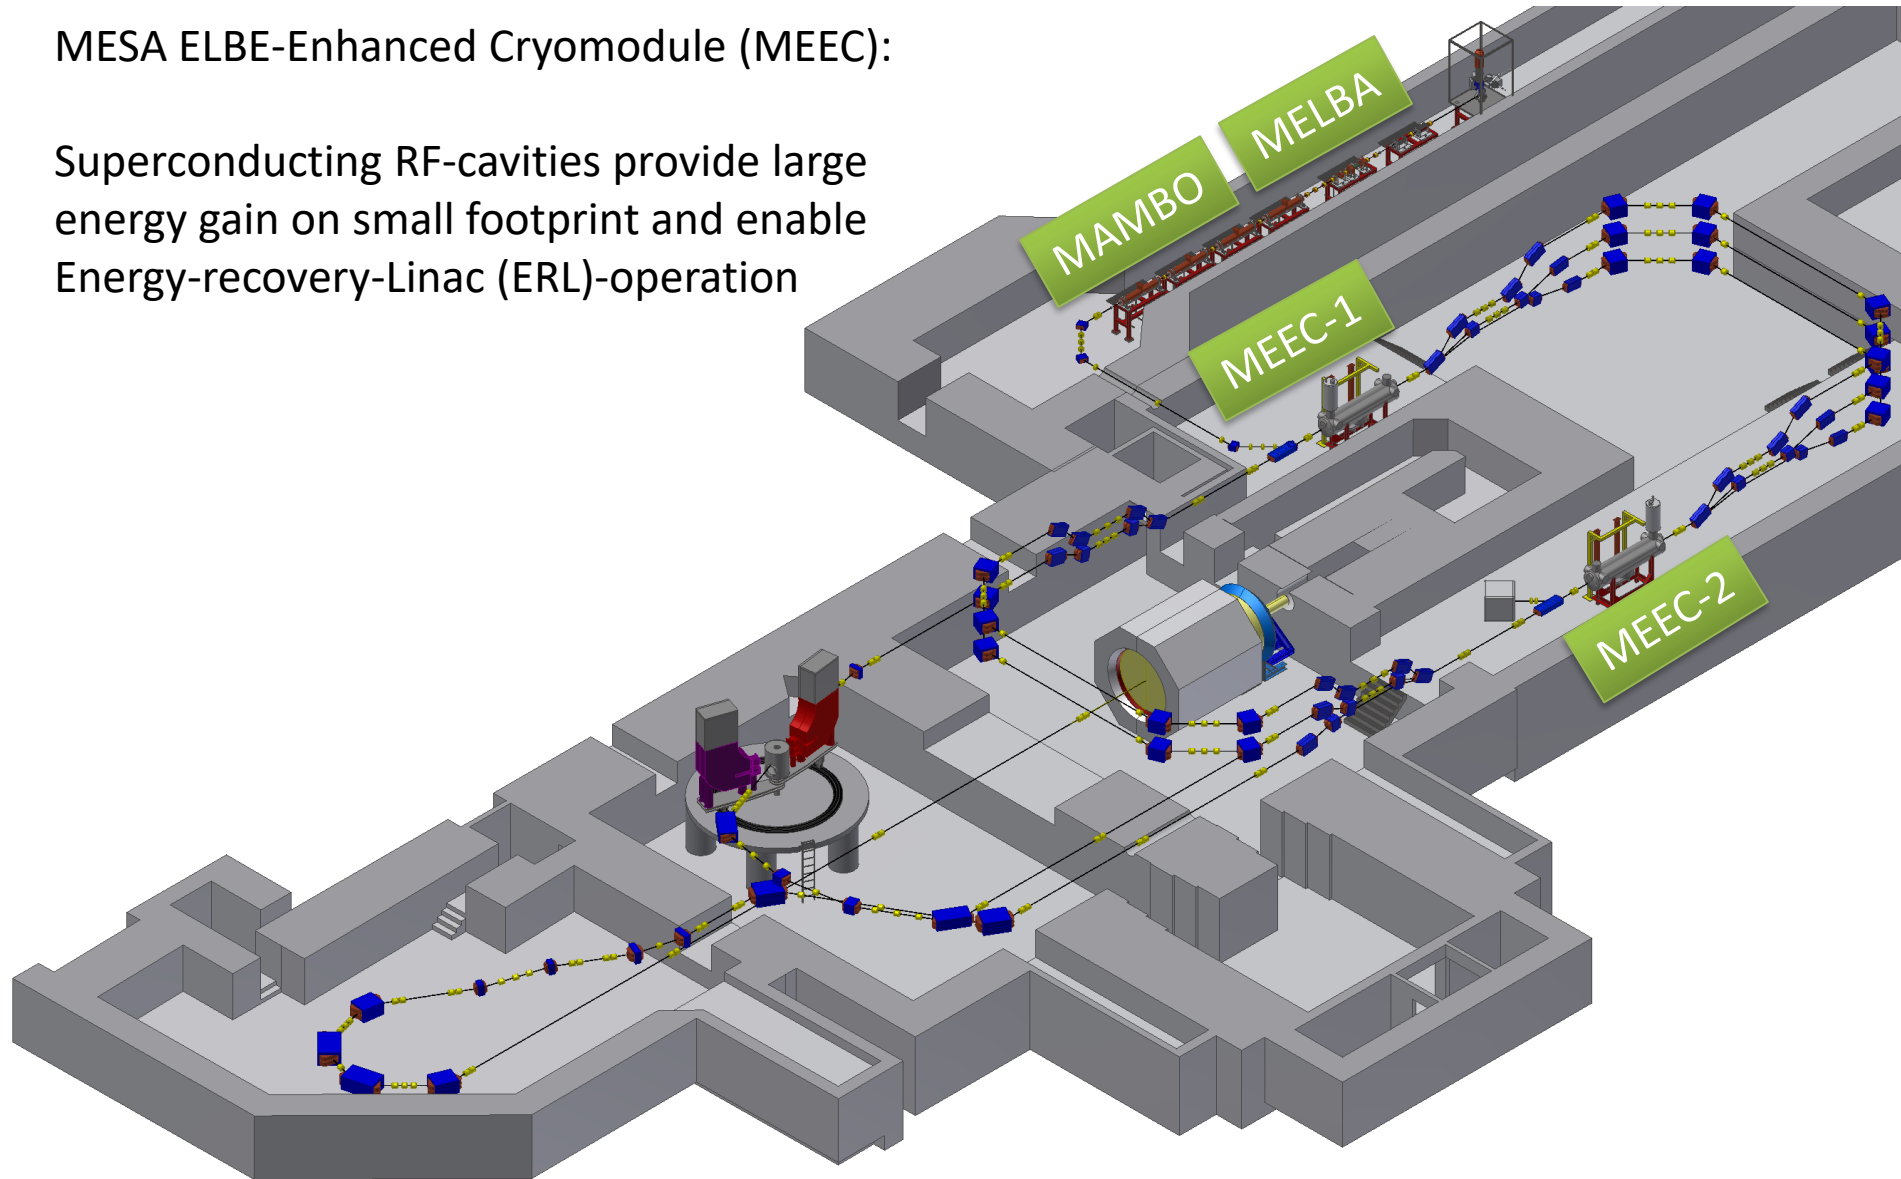 MESA ELBE-Enhanced Cryomodule (MEEC):
Superconducting RF-cavities provide large
energy gain on small footprint and enable
Energy-recovery-Linac (ERL)-operation
MELBA
MAMBO
MEEC-1
MEEC-2